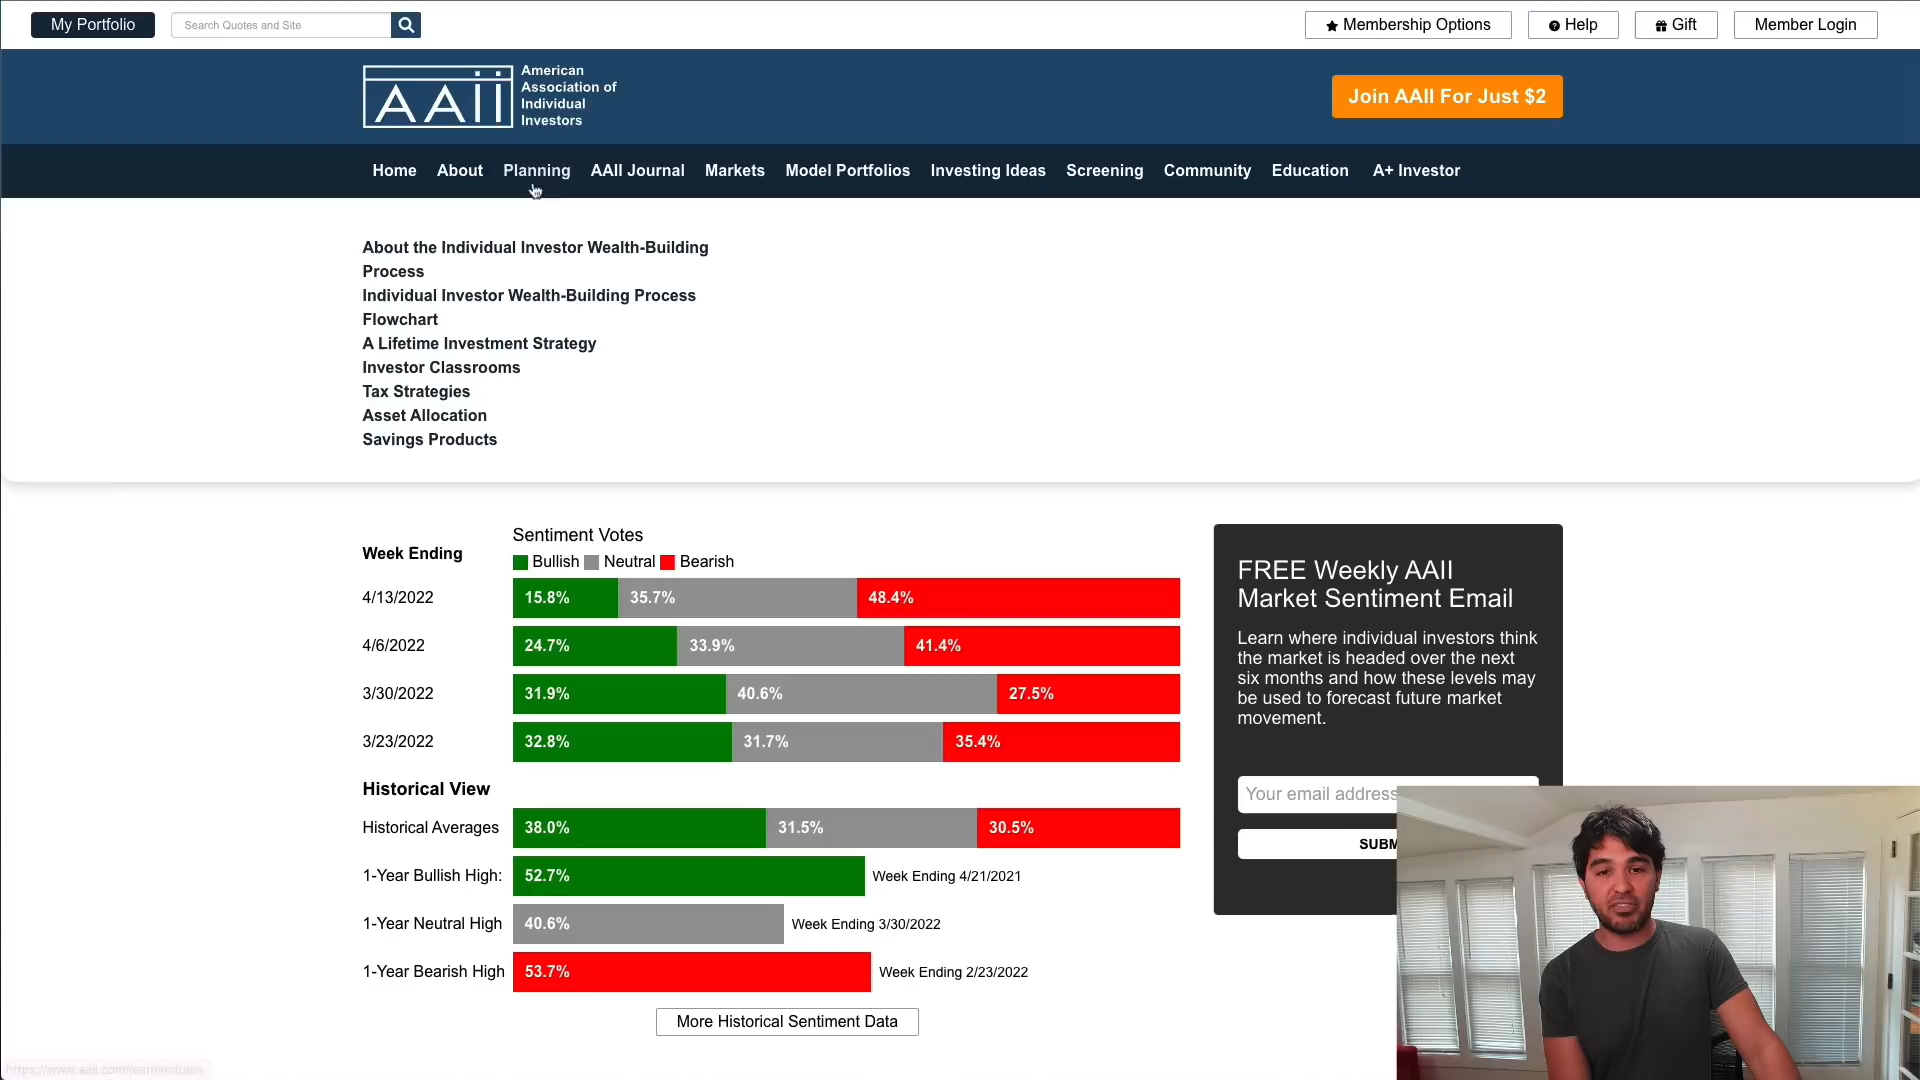 My Portfolio
Search Quotes and Site
Membership Options
Help
Gift
Member Login
AAII
American
Association of
Individual
Investors
Join AAII For Just $2
Home About Planning AAII Journal Markets Model Portfolios Investing Ideas Screening Community Education A+ Investor
About the Individual Investor Wealth-Building
Process
Individual Investor Wealth-Building Process
Flowchart
A Lifetime Investment Strategy
Investor Classrooms
Tax Strategies
Asset Allocation
Savings Products
Week Ending
Sentiment Votes
Bullish Neutral Bearish
4/13/2022 15.8% 35.7% 48.4%
4/6/2022 24.7% 33.9% 41.4%
3/30/2022 31.9% 40.6% 27.5%
3/23/2022 32.8% 31.7% 35.4%
Historical View
Historical Averages 38.0% 31.5% 30.5%
1-Year Bullish High: 52.7% Week Ending 4/21/2021
1-Year Neutral High 40.6% Week Ending 3/30/2022
1-Year Bearish High 53.7% Week Ending 2/23/2022
More Historical Sentiment Data
FREE Weekly AAII
Market Sentiment Email
Learn where individual investors think
the market is headed over the next
six months and how these levels may
be used to forecast future market
movement.
Your email address
SUBM